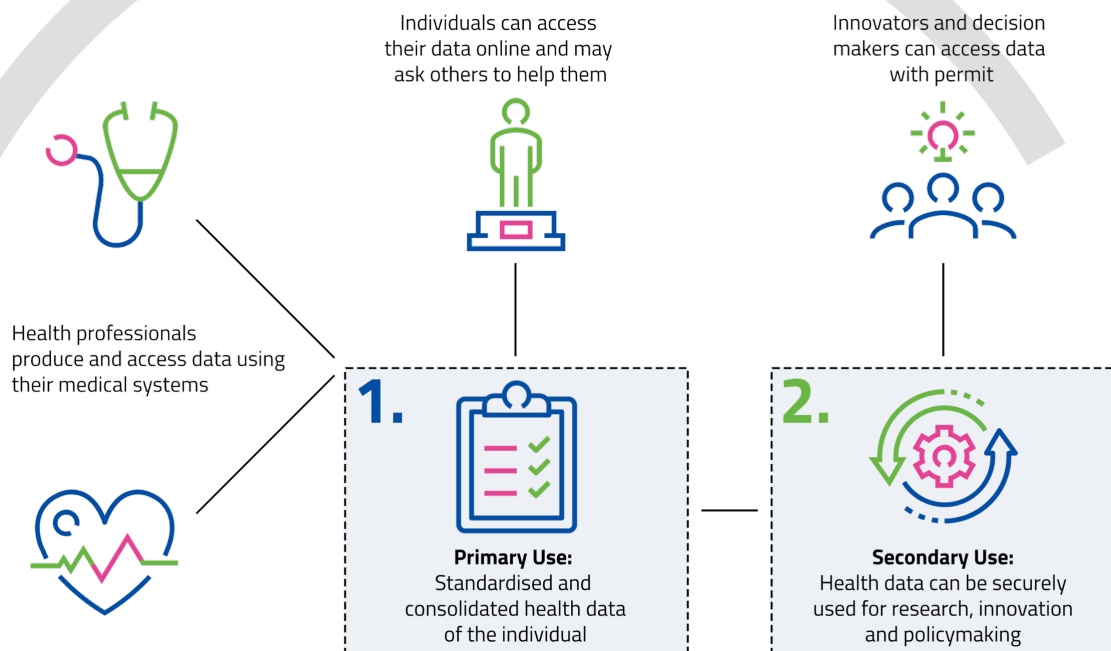 Individuals can access
their data online and may
ask others to help them
Innovators and decision
makers can access data
with permit
Health professionals
produce and access data using
their medical systems
1.
Primary Use:
Standardised and
consolidated health data
of the individual
2.
Secondary Use:
Health data can be securely
used for research, innovation
and policymaking